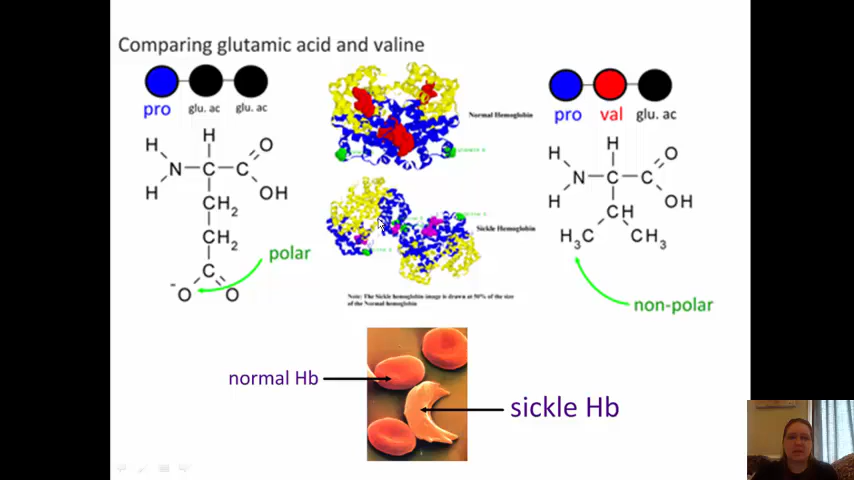 Comparing glutamic acid and valine
pro glu. ac glu. ac
pro val glu. ac
Normal Hemoglobin
H
H O
N C C
H OH
CH2
CH2
C
- O O
polar
Sickle Hemoglobin
H
H O
N C C
H OH
CH
H3C CH3
non-polar
Note: The Sickle hemoglobin image is drawn at 50% of the size
of the Normal hemoglobin
normal Hb
sickle Hb